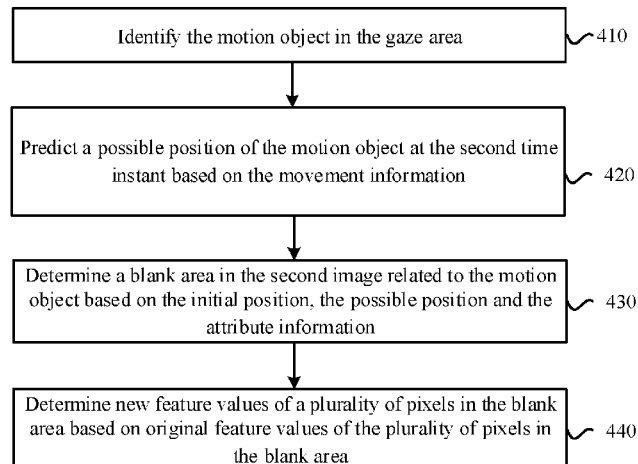 Identify the motion object in the gaze area
410
Predict a possible position of the motion object at the second time
instant based on the movement information
420
Determine a blank area in the second image related to the motion
object based on the initial position, the possible position and the
attribute information
430
Determine new feature values of a plurality of pixels in the blank
area based on original feature values of the plurality of pixels in
the blank area
440